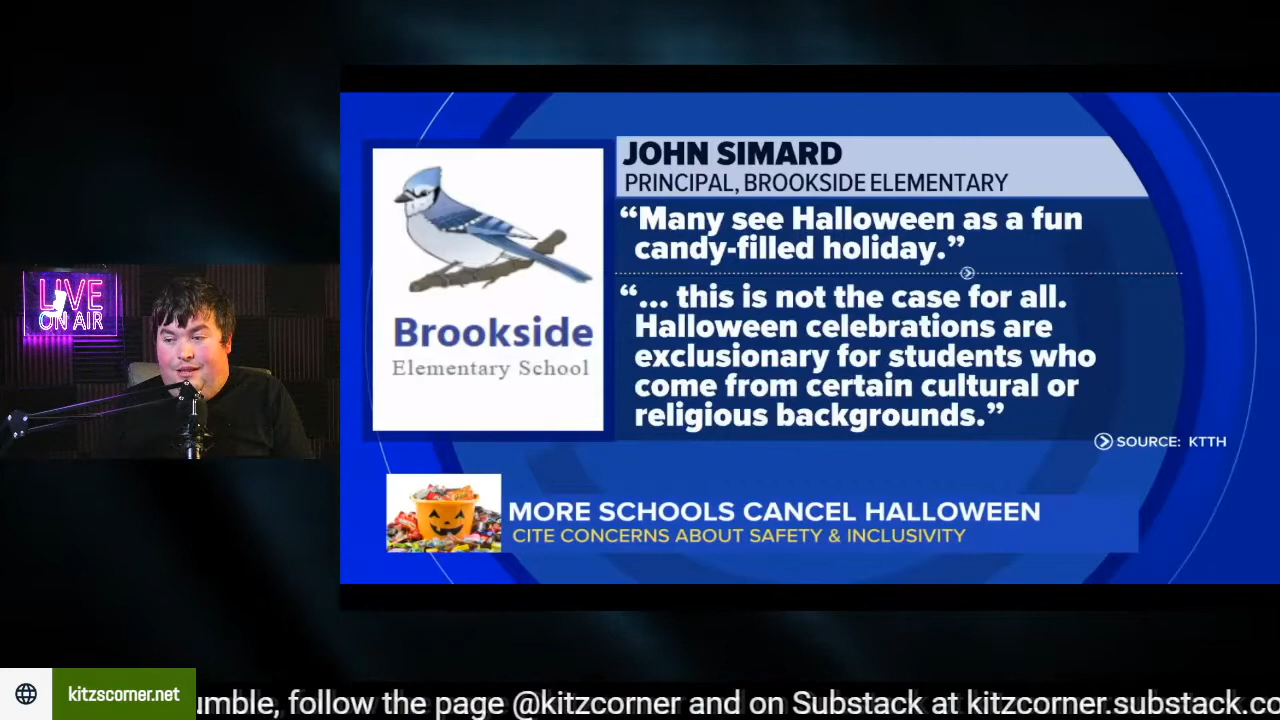 LIVE
ON AIR
Brookside
Elementary School
JOHN SIMARD
PRINCIPAL, BROOKSIDE ELEMENTARY
“Many see Halloween as a fun
candy-filled holiday.”
“... this is not the case for all.
Halloween celebrations are
exclusionary for students who
come from certain cultural or
religious backgrounds.”
SOURCE: KTTH
MORE SCHOOLS CANCEL HALLOWEEN
CITE CONCERNS ABOUT SAFETY & INCLUSIVITY
kitzscorner.net
umble, follow the page @kitzcorner and on Substack at kitzcorner.substack.co